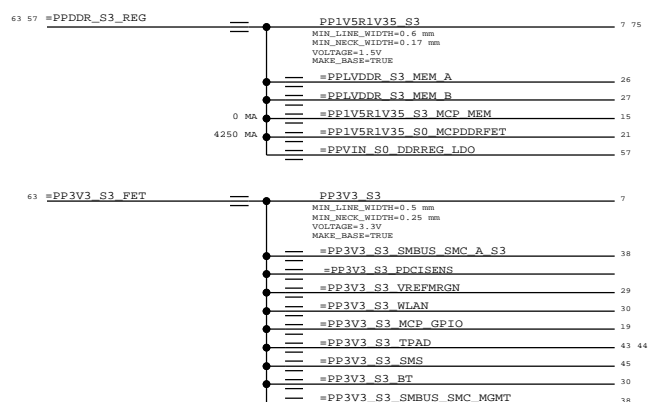 63 57 =PPDDR_S3_REG PP1V5R1V35_S3 7 75
MIN_LINE_WIDTH=0.6 mm
MIN_NECK_WIDTH=0.17 mm
VOLTAGE=1.5V
MAKE_BASE=TRUE
=PPLVDDR_S3_MEM_A 26
=PPLVDDR_S3_MEM_B 27
0 MA =PP1V5R1V35_S3_MCP_MEM 15
4250 MA =PP1V5R1V35_S0_MCPDDRFET 21
=PPVIN_S0_DDRREG_LDO 57
63 =PP3V3_S3_FET PP3V3_S3 7
MIN_LINE_WIDTH=0.5 mm
MIN_NECK_WIDTH=0.25 mm
VOLTAGE=3.3V
MAKE_BASE=TRUE
=PP3V3_S3_SMBUS_SMC_A_S3 38
=PP3V3_S3_PDCISENS
=PP3V3_S3_VREFMRGN 29
=PP3V3_S3_WLAN 30
=PP3V3_S3_MCP_GPIO 19
=PP3V3_S3_TPAD 43 44
=PP3V3_S3_SMS 45
=PP3V3_S3_BT 30
=PP3V3_S3_SMBUS_SMC_MGMT 38